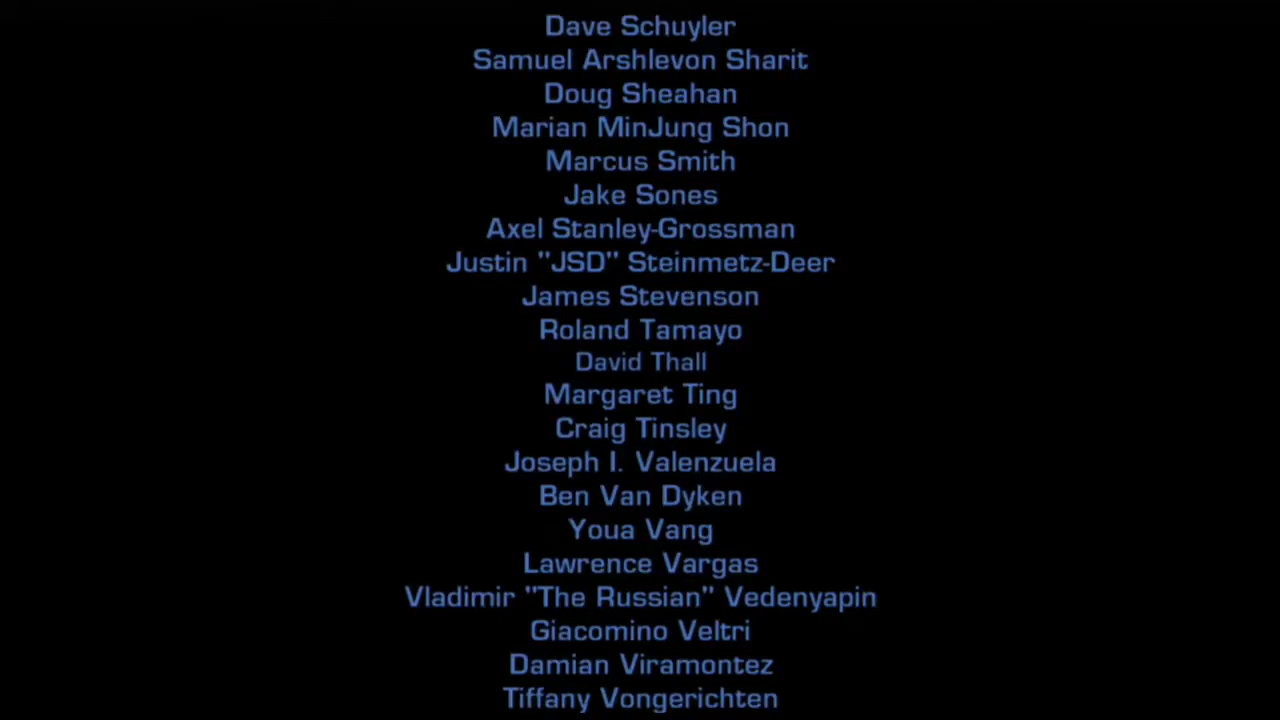 Dave Schuyler
Samuel Arshlevon Sharit
Doug Sheahan
Marian MinJung Shon
Marcus Smith
Jake Sones
Axel Stanley-Grossman
Justin "JSD" Steinmetz-Deer
James Stevenson
Roland Tamayo
David Thall
Margaret Ting
Craig Tinsley
Joseph I. Valenzuela
Ben Van Dyken
Youa Vang
Lawrence Vargas
Vladimir "The Russian" Vedenyapin
Giacomino Veltri
Damian Viramontez
Tiffany Vongerichten